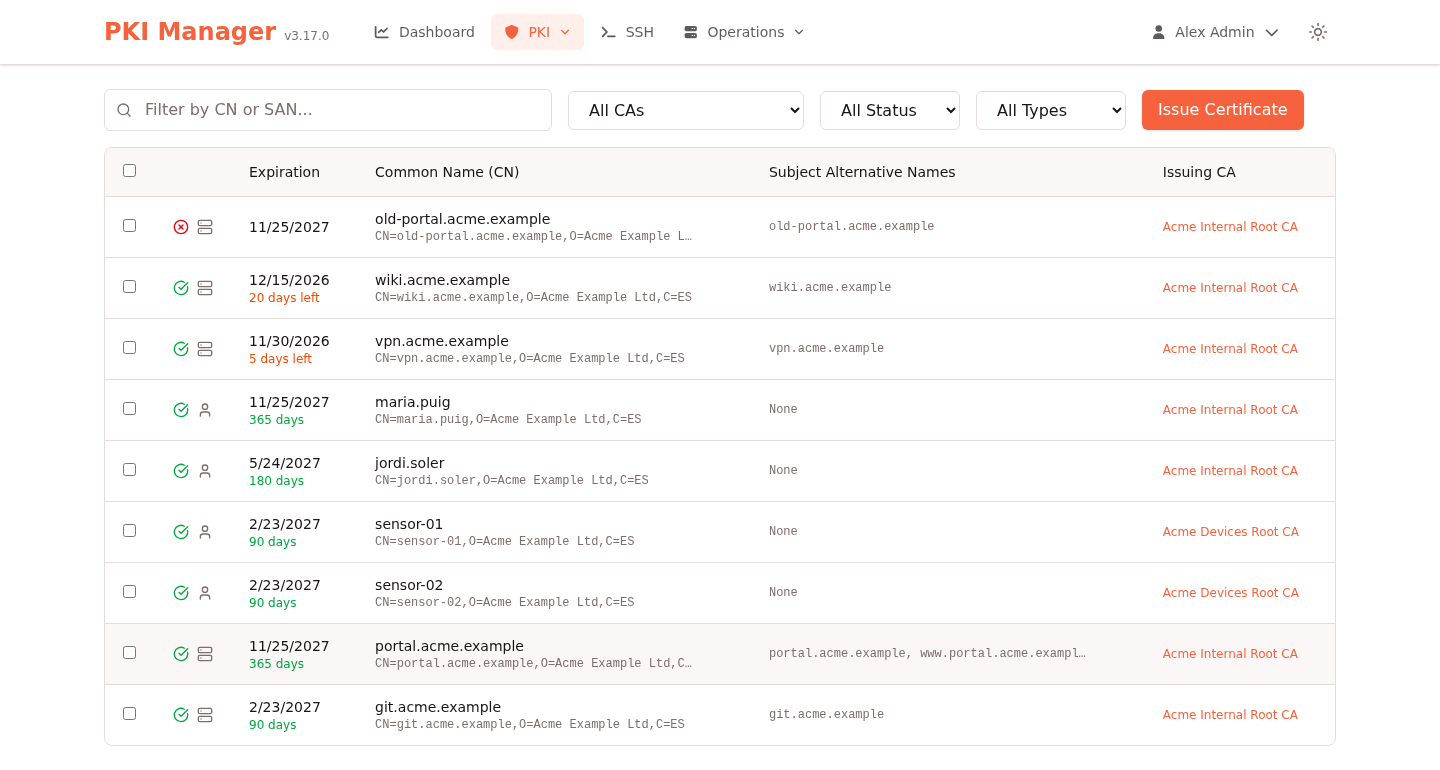 PKI Manager v3.17.0 Dashboard PKI SSH Operations Alex Admin
Filter by CN or SAN... All CAs All Status All Types Issue Certificate
Expiration Common Name (CN) Subject Alternative Names Issuing CA
11/25/2027 old-portal.acme.example old-portal.acme.example Acme Internal Root CA
CN=old-portal.acme.example,O=Acme Example L…
12/15/2026 wiki.acme.example wiki.acme.example Acme Internal Root CA
20 days left CN=wiki.acme.example,O=Acme Example Ltd,C=ES
11/30/2026 vpn.acme.example vpn.acme.example Acme Internal Root CA
5 days left CN=vpn.acme.example,O=Acme Example Ltd,C=ES
11/25/2027 maria.puig None Acme Internal Root CA
365 days CN=maria.puig,O=Acme Example Ltd,C=ES
5/24/2027 jordi.soler None Acme Internal Root CA
180 days CN=jordi.soler,O=Acme Example Ltd,C=ES
2/23/2027 sensor-01 None Acme Devices Root CA
90 days CN=sensor-01,O=Acme Example Ltd,C=ES
2/23/2027 sensor-02 None Acme Devices Root CA
90 days CN=sensor-02,O=Acme Example Ltd,C=ES
11/25/2027 portal.acme.example portal.acme.example, www.portal.acme.exampl… Acme Internal Root CA
365 days CN=portal.acme.example,O=Acme Example Ltd,C…
2/23/2027 git.acme.example git.acme.example Acme Internal Root CA
90 days CN=git.acme.example,O=Acme Example Ltd,C=ES